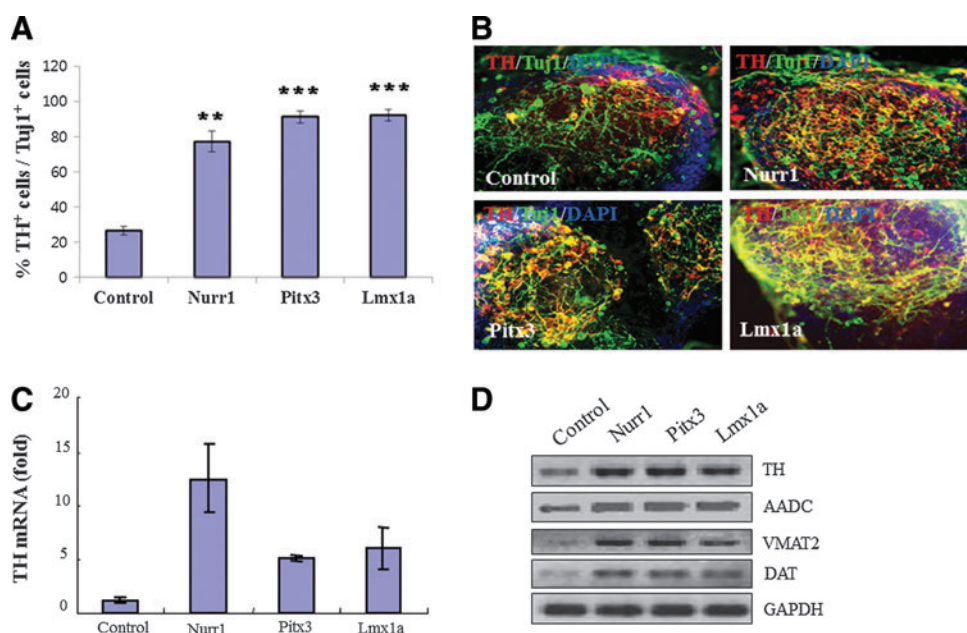 A
% TH+ cells / Tuj1+ cells
120
100
80
60
40
20
0
**
***
***
Control Nurr1 Pitx3 Lmx1a
B
TH/Tuj1/DAPI
Control
TH/Tuj1/DAPI
Nurr1
TH/Tuj1/DAPI
Pitx3
TH/Tuj1/DAPI
Lmx1a
C
TH mRNA (fold)
20
15
10
5
0
Control Nurr1 Pitx3 Lmx1a
D
Control Nurr1 Pitx3 Lmx1a
TH
AADC
VMAT2
DAT
GAPDH